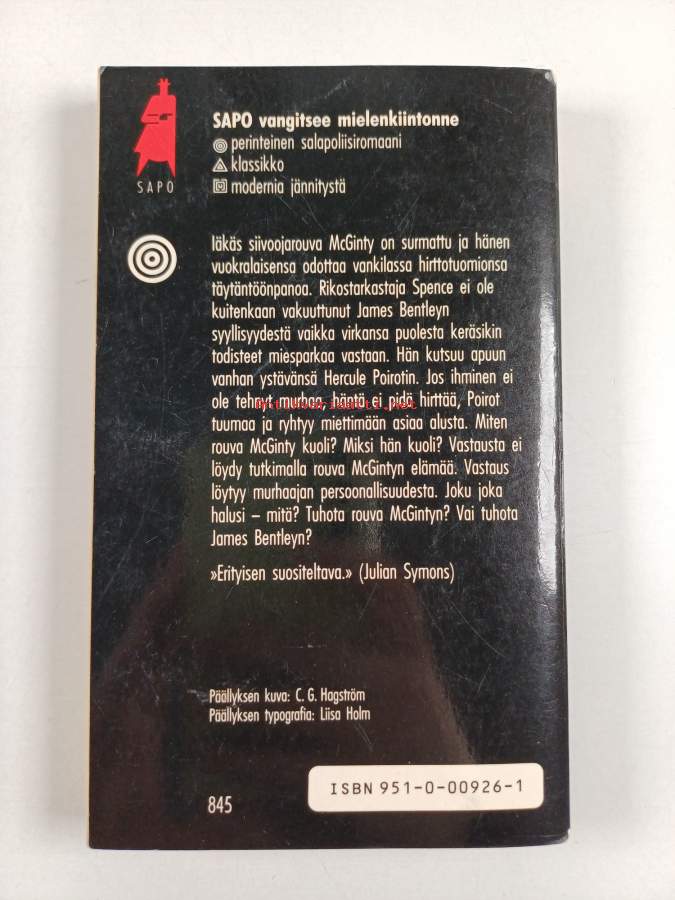 SAPO vangitsee mielenkiintonne
perinteinen salapoliisiromaani
klassikko
modernia jännitystä
SAPO
Iäkäs siivoojarouva McGinty on surmattu ja hänen
vuokralaisensa odottaa vankilassa hirttotuomionsa
täytäntöönpanoa. Rikostarkastaja Spence ei ole
kuitenkaan vakuuttunut James Bentleyn
syyllisyydestä vaikka virkansa puolesta keräsikin
todisteet miesparkaa vastaan. Hän kutsuu apuun
vanhan ystävänsä Hercule Poirotin. Jos ihminen ei
ole tehnyt murhaa, häntä ei pidä hirttää, Poirot
tuumaa ja ryhtyy miettimään asiaa alusta. Miten
rouva McGinty kuoli? Miksi hän kuoli? Vastausta ei
löydy tutkimalla rouva McGintyn elämää. Vastaus
löytyy murhaajan persoonallisuudesta. Joku joka
halusi – mitä? Tuhota rouva McGintyn? Vai tuhota
James Bentleyn?
»Erityisen suositeltava.» (Julian Symons)
Päällyksen kuva: C. G. Hagström
Päällyksen typografia: Liisa Holm
ISBN 951-0-00926-1
845